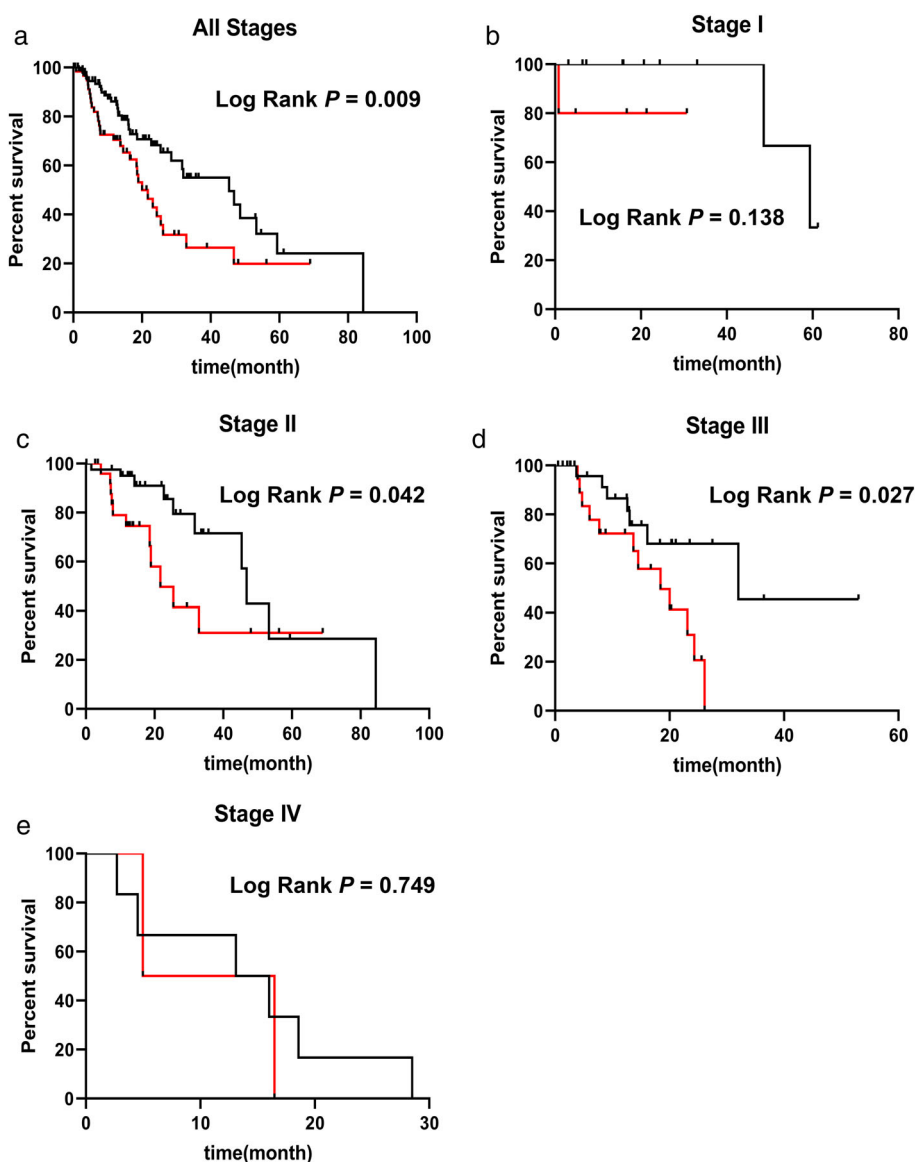 a
All Stages
Log Rank P = 0.009
Percent survival
100
80
60
40
20
0
0 20 40 60 80 100
time(month)
b
Stage I
Log Rank P = 0.138
Percent survival
100
80
60
40
20
0
0 20 40 60 80
time(month)
c
Stage II
Log Rank P = 0.042
Percent survival
100
80
60
40
20
0
0 20 40 60 80 100
time(month)
d
Stage III
Log Rank P = 0.027
Percent survival
100
80
60
40
20
0
0 20 40 60
time(month)
e
Stage IV
Log Rank P = 0.749
Percent survival
100
80
60
40
20
0
0 10 20 30
time(month)